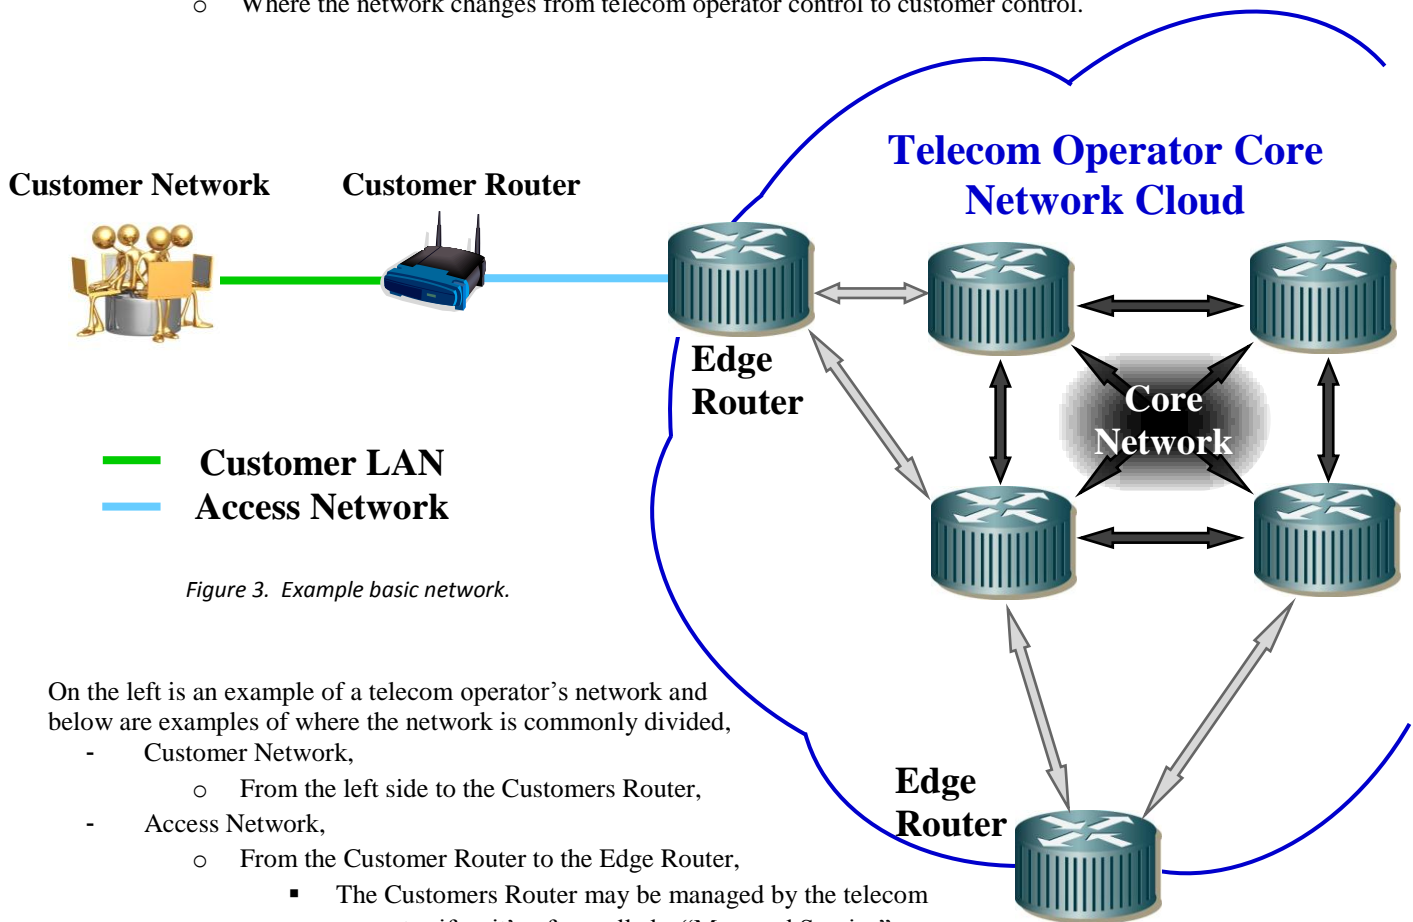 o Where the network changes from telecom operator control to customer control.
Telecom Operator Core
Network Cloud
Customer Network
Customer Router
Edge
Router
Core
Network
Customer LAN
Access Network
Figure 3. Example basic network.
On the left is an example of a telecom operator’s network and
below are examples of where the network is commonly divided,
- Customer Network,
o From the left side to the Customers Router,
- Access Network,
o From the Customer Router to the Edge Router,
▪ The Customers Router may be managed by the telecom
Edge
Router